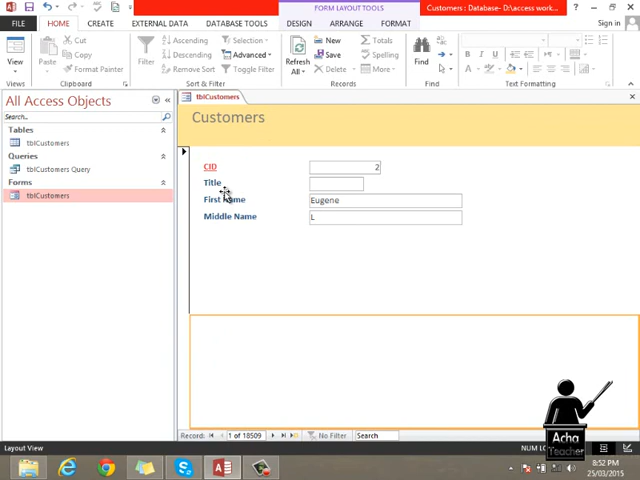 FORM LAYOUT TOOLS
Customers : Database- D:\access work...
FILE HOME CREATE EXTERNAL DATA DATABASE TOOLS DESIGN ARRANGE FORMAT Sign in
View
Views
Paste
Cut
Copy
Format Painter
Clipboard
Filter
Ascending
Descending
Remove Sort
Selection
Advanced
Toggle Filter
Sort & Filter
Refresh All
New
Save
Delete
Totals
Spelling
More
Records
Find
Find
Text Formatting
All Access Objects
Search...
Tables
tblCustomers
Queries
tblCustomers Query
Forms
tblCustomers
tblCustomers
Customers
CID 2
Title
First Name Eugene
Middle Name L
Record: 1 of 18509 No Filter Search
Layout View NUM LO
Acha
Teacher
8:52 PM
25/03/2015